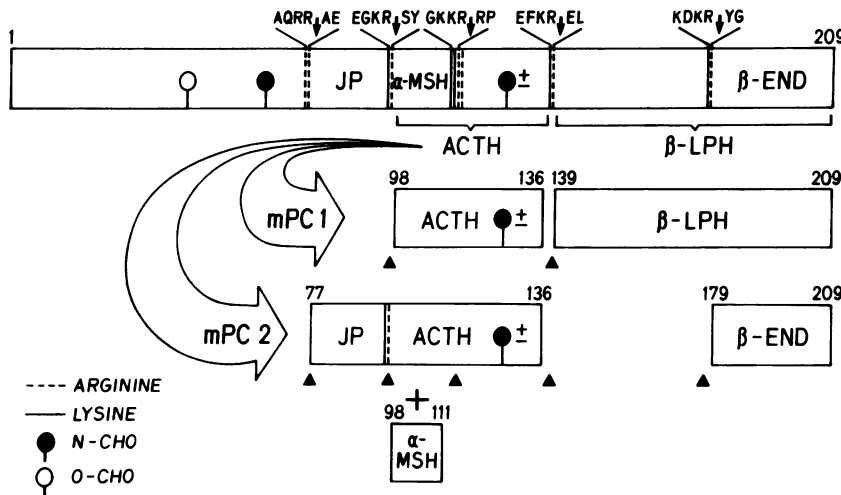 AQRR AE EGKR SY GKKR RP EFKR EL KDKR YG
1 209
JP α-MSH ± β-END
ACTH β-LPH
98 136 139 209
mPC 1 ACTH ± β-LPH
77 136 179 209
mPC 2 JP ACTH ± β-END
---- ARGININE
—— LYSINE
+
98 111
N-CHO
α-
MSH
O-CHO